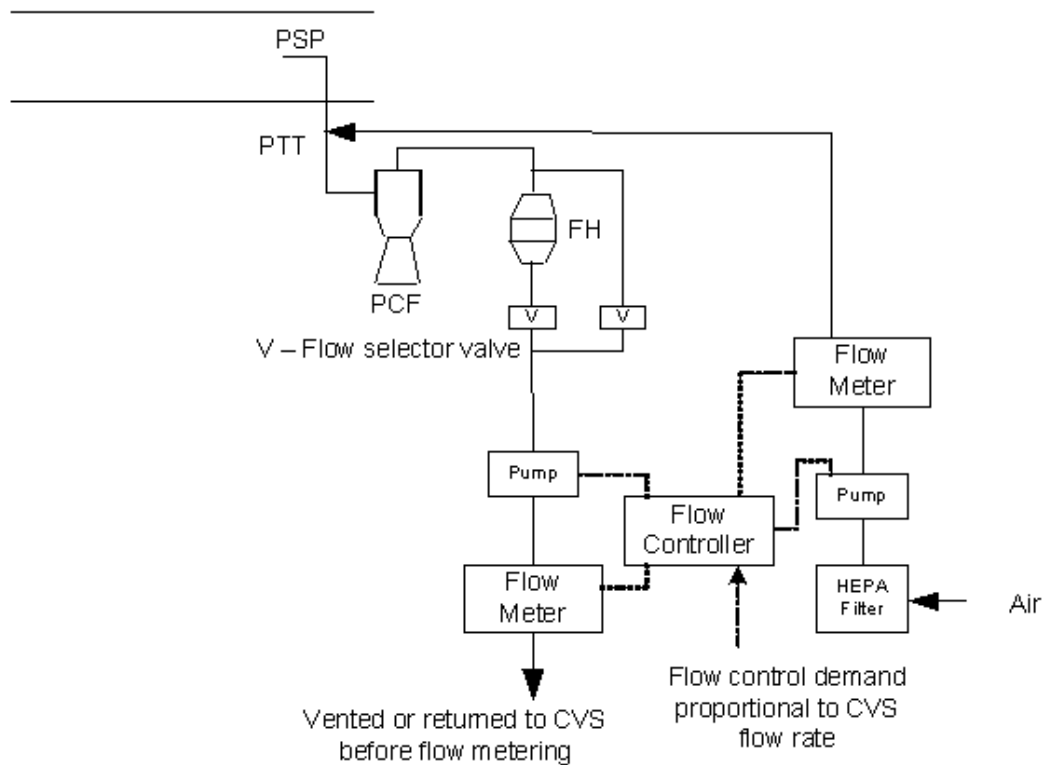 PSP
PTT
FH
PCF
V
V
V – Flow selector valve
Flow
Meter
Pump
Pump
Flow
Controller
Flow
Meter
HEPA
Filter
Air
Flow control demand
proportional to CVS
flow rate
Vented or returned to CVS
before flow metering